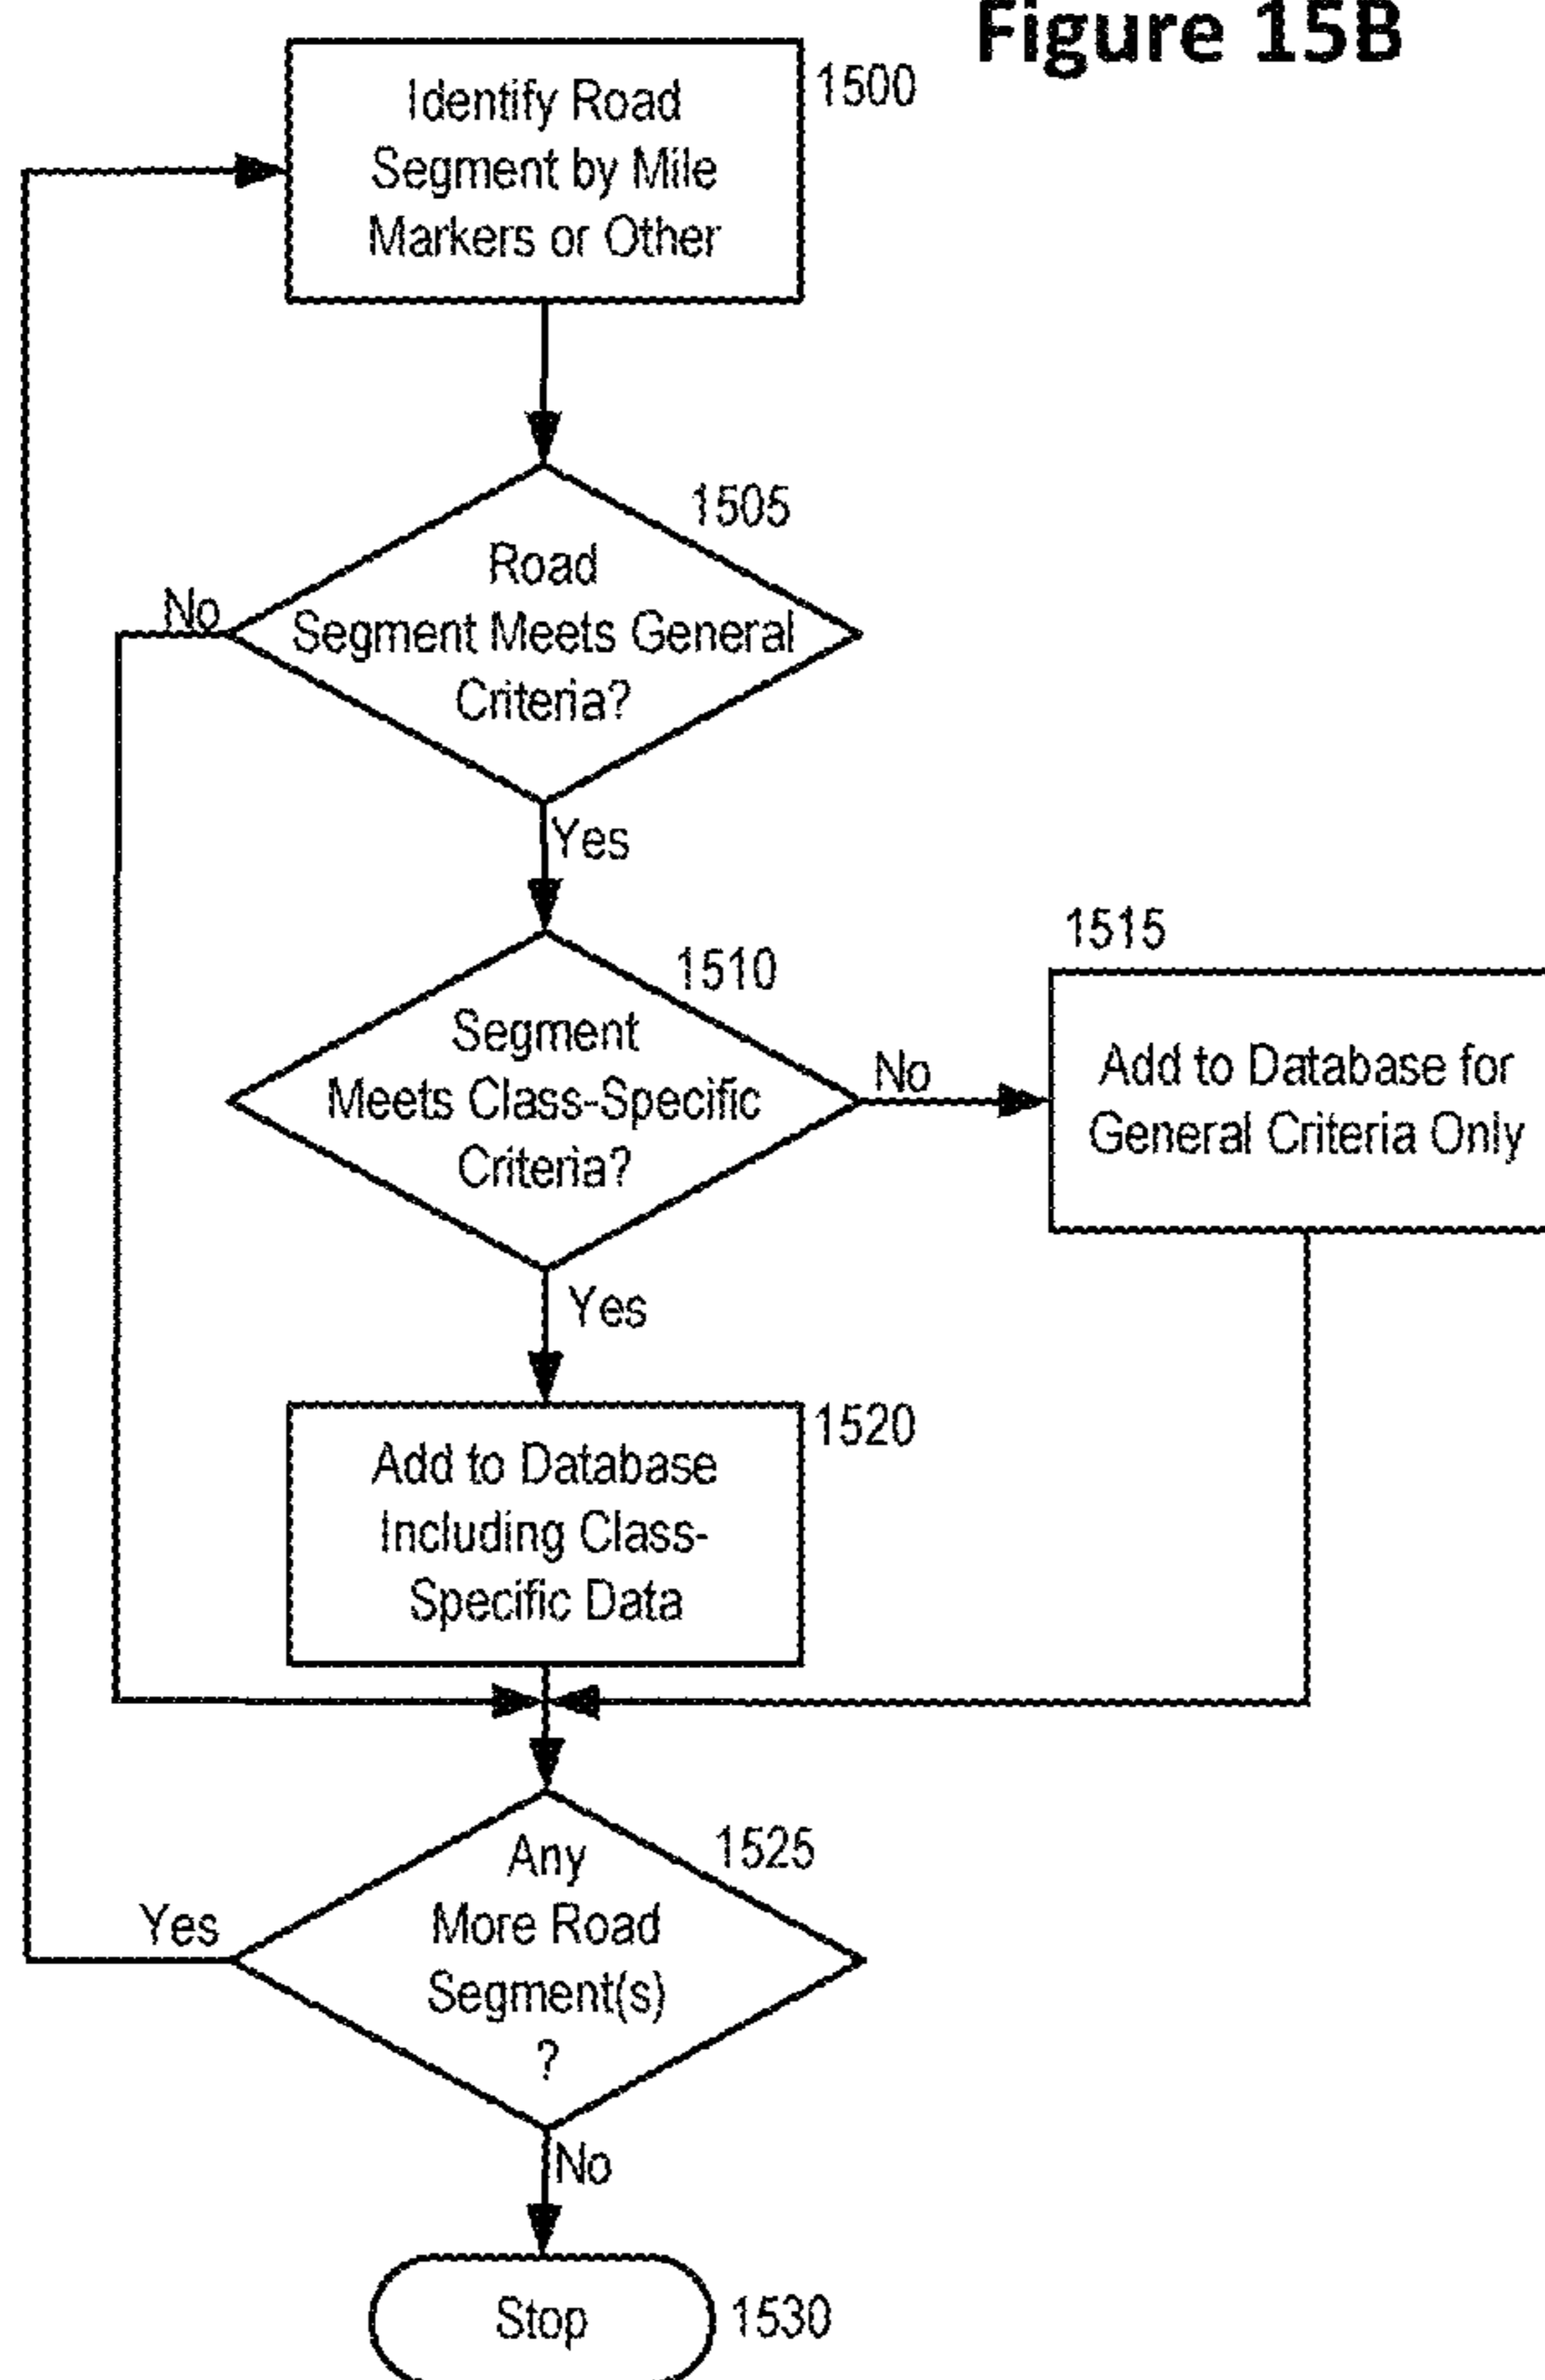 Figure 15B
Identify Road
Segment by Mile
Markers or Other
1500
1505
Road
Segment Meets General
Criteria?
No
Yes
1510
Segment
Meets Class-Specific
Criteria?
No
1515
Add to Database for
General Criteria Only
Yes
1520
Add to Database
Including Class-
Specific Data
1525
Any
More Road
Segment(s)
?
Yes
No
Stop
1530